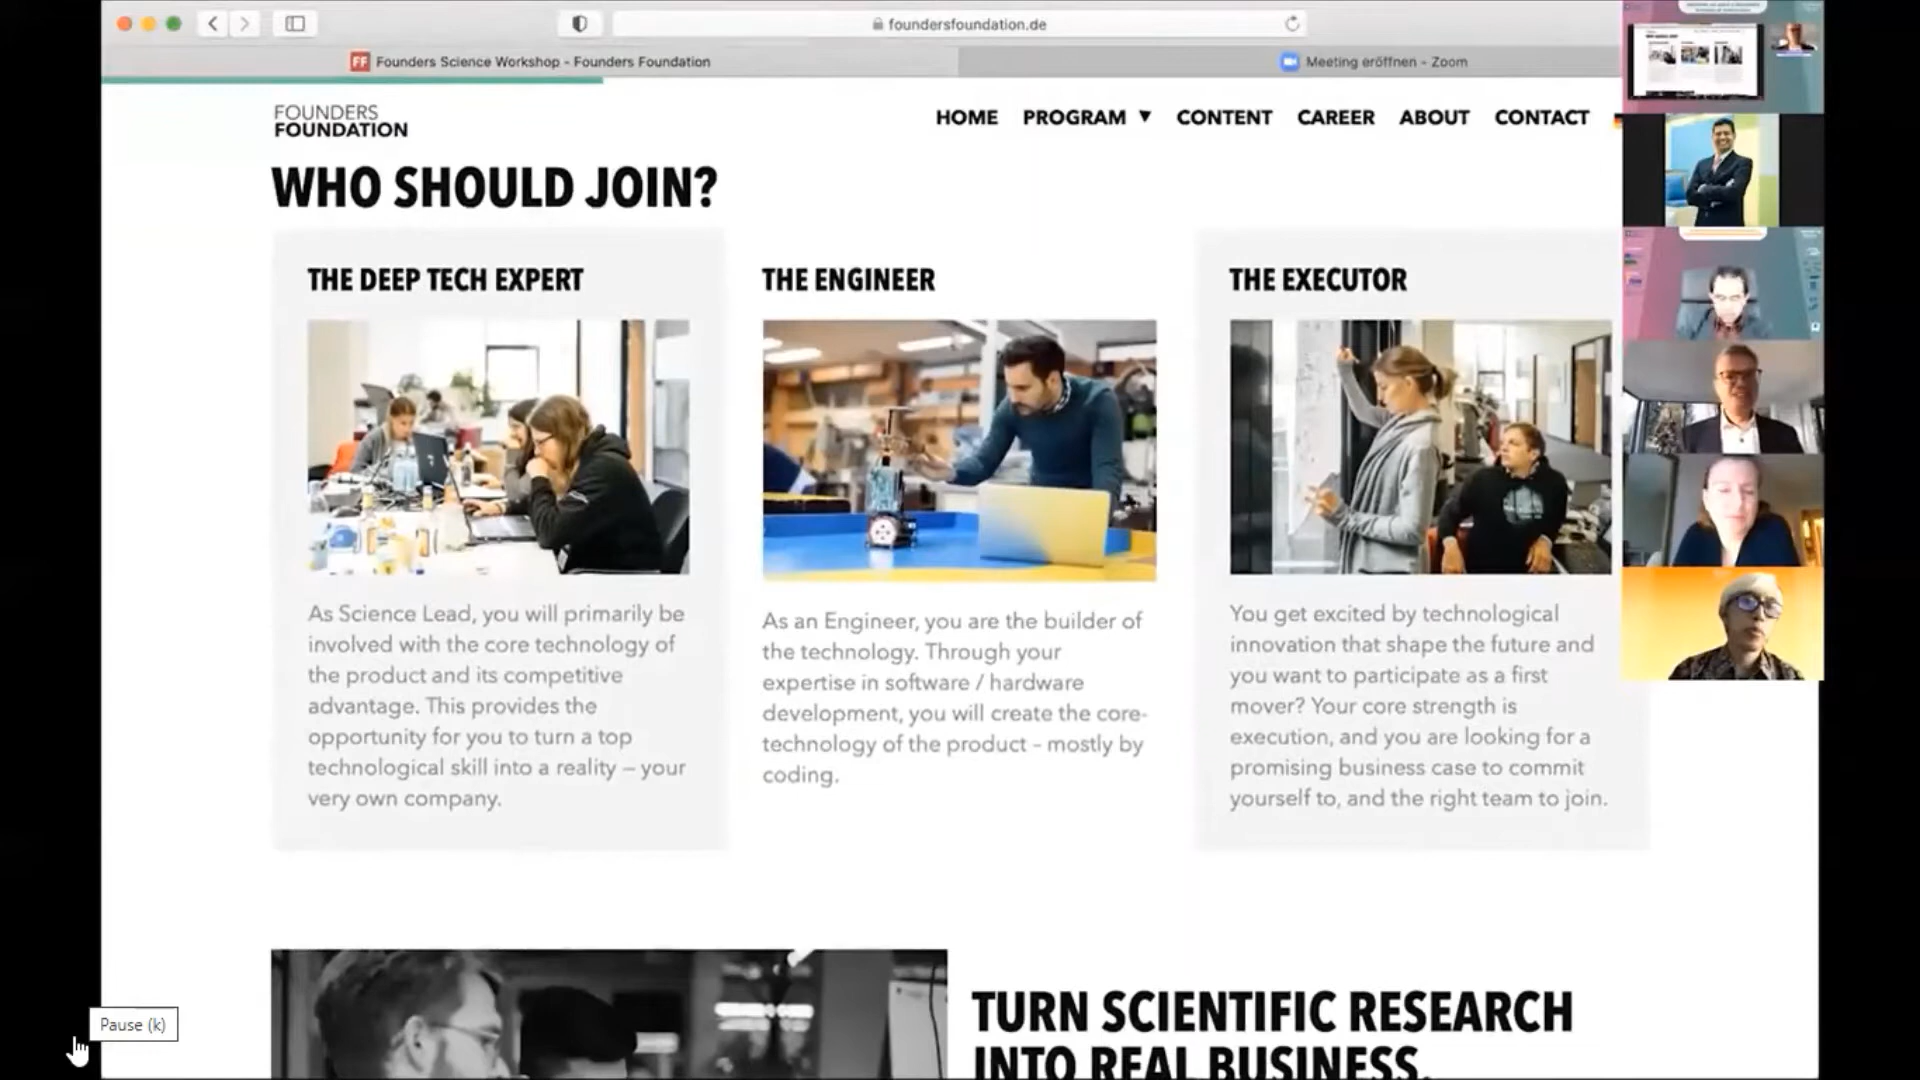 foundersfoundation.de
FF Founders Science Workshop - Founders Foundation
Meeting eröffnen - Zoom
FOUNDERS
FOUNDATION
HOME PROGRAM ▼ CONTENT CAREER ABOUT CONTACT
WHO SHOULD JOIN?
THE DEEP TECH EXPERT
As Science Lead, you will primarily be
involved with the core technology of
the product and its competitive
advantage. This provides the
opportunity for you to turn a top
technological skill into a reality – your
very own company.
THE ENGINEER
As an Engineer, you are the builder of
the technology. Through your
expertise in software / hardware
development, you will create the core-
technology of the product – mostly by
coding.
THE EXECUTOR
You get excited by technological
innovation that shape the future and
you want to participate as a first
mover? Your core strength is
execution, and you are looking for a
promising business case to commit
yourself to, and the right team to join.
TURN SCIENTIFIC RESEARCH
INTO REAL BUSINESS.
Pause (k)